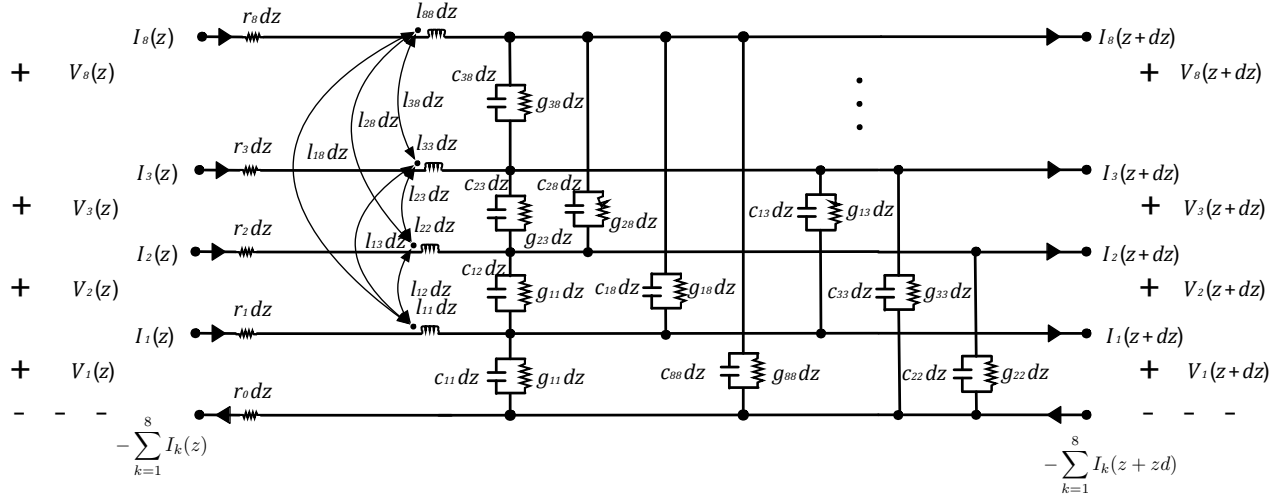 l₈₈dz
r₈dz
I₈(z)
I₈(z+dz)
+ V₈(z)
+ V₈(z+dz)
c₃₈dz
g₃₈dz
l₃₈dz
l₂₈dz
l₁₈dz
r₃dz
l₃₃dz
I₃(z)
I₃(z+dz)
c₂₃dz
c₂₈dz
l₂₃dz
+ V₃(z)
c₁₃dz
g₁₃dz
+ V₃(z+dz)
l₂₂dz
g₂₈dz
r₂dz
l₁₃dz
g₂₃dz
I₂(z)
I₂(z+dz)
c₁₂dz
+ V₂(z)
l₁₂dz
g₁₁dz
c₁₈dz
g₁₈dz
c₃₃dz
g₃₃dz
+ V₂(z+dz)
r₁dz
l₁₁dz
I₁(z)
I₁(z+dz)
+ V₁(z)
c₁₁dz
g₁₁dz
c₈₈dz
g₈₈dz
c₂₂dz
g₂₂dz
+ V₁(z+dz)
r₀dz
- - -
- - -
-∑_{k=1}^{8} I_k(z)
-∑_{k=1}^{8} I_k(z + zd)